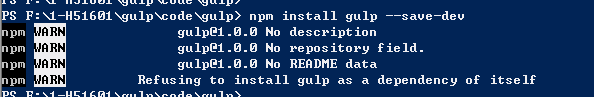 PS F:\1-H51601\gulp\code\gulp> npm install gulp --save-dev
npm WARN gulp@1.0.0 No description
npm WARN gulp@1.0.0 No repository field.
npm WARN gulp@1.0.0 No README data
npm WARN Refusing to install gulp as a dependency of itself
PS F:\1-H51601\gulp\code\gulp>